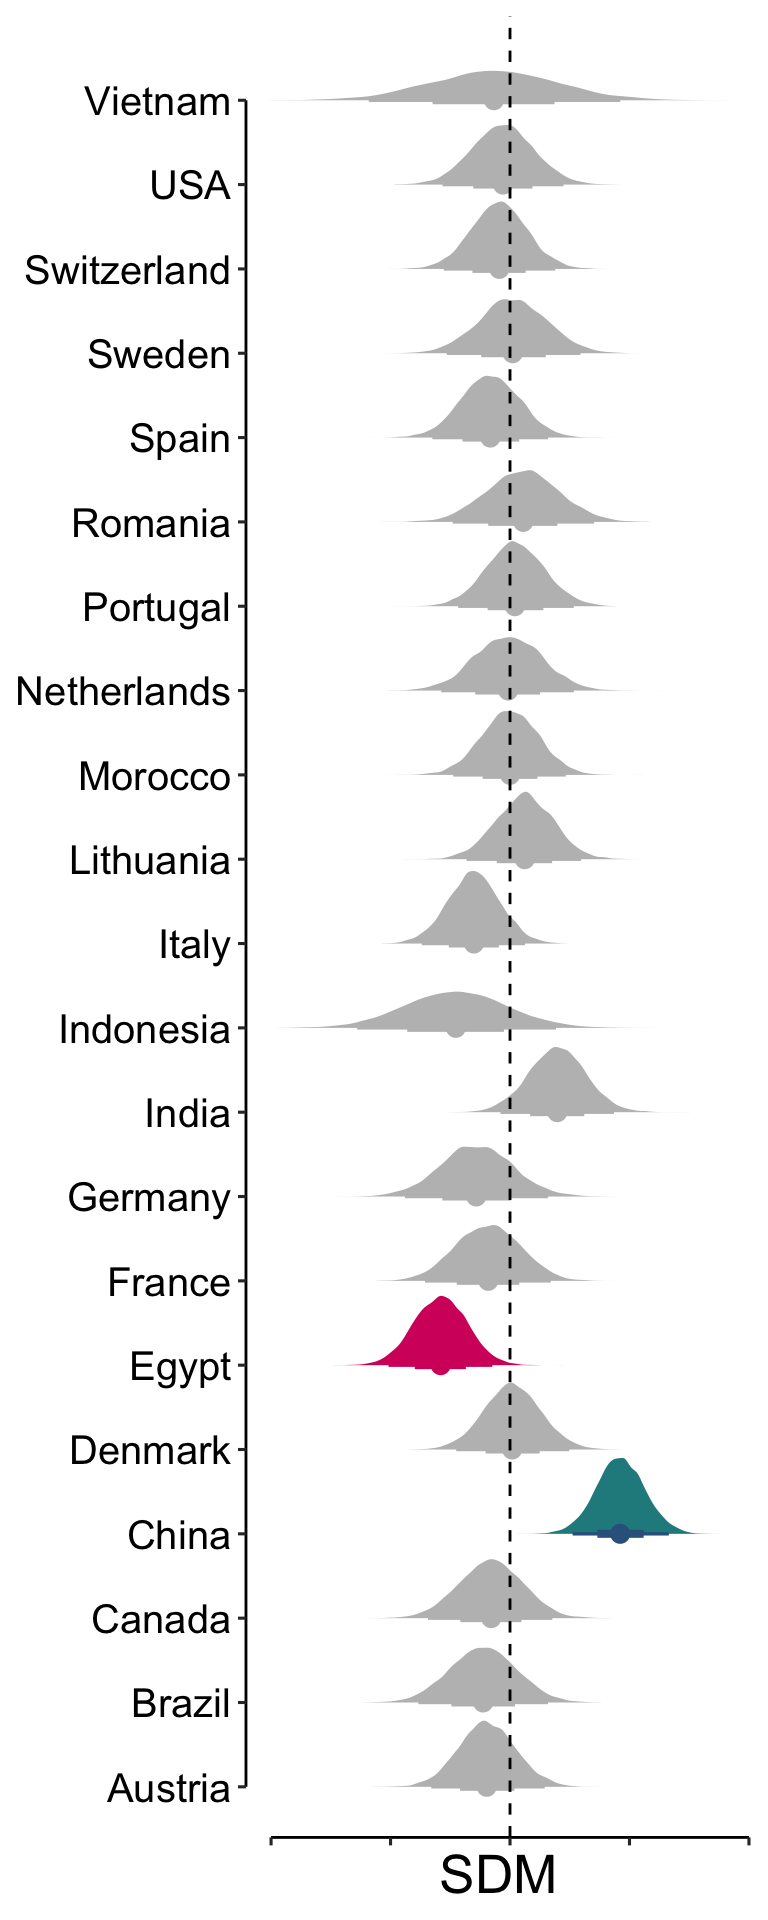 Vietnam
USA
Switzerland
Sweden
Spain
Romania
Portugal
Netherlands
Morocco
Lithuania
Italy
Indonesia
India
Germany
France
Egypt
Denmark
China
Canada
Brazil
Austria
SDM